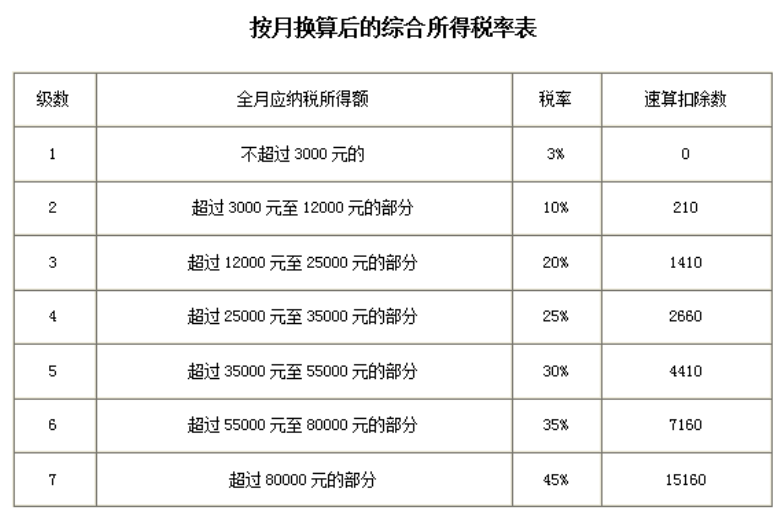 按月换算后的综合所得税率表
级数 全月应纳税所得额 税率 速算扣除数
1 不超过 3000 元的 3% 0
2 超过 3000 元至 12000 元的部分 10% 210
3 超过 12000 元至 25000 元的部分 20% 1410
4 超过 25000 元至 35000 元的部分 25% 2660
5 超过 35000 元至 55000 元的部分 30% 4410
6 超过 55000 元至 80000 元的部分 35% 7160
7 超过 80000 元的部分 45% 15160